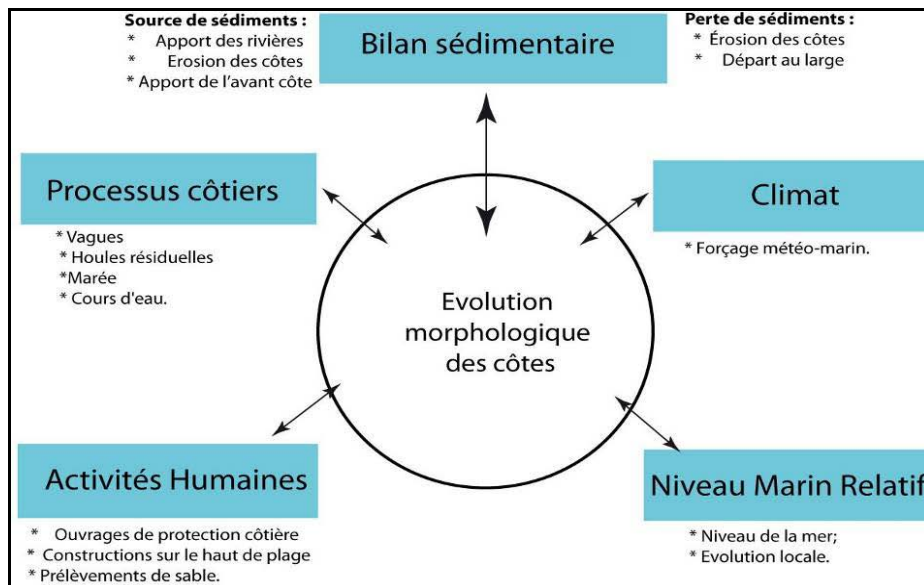 Source de sédiments :
* Apport des rivières
* Erosion des côtes
* Apport de l'avant côte
Bilan sédimentaire
Perte de sédiments :
* Érosion des côtes
* Départ au large
Processus côtiers
* Vagues
* Houles résiduelles
*Marée
* Cours d'eau.
Climat
* Forçage météo-marin.
Evolution
morphologique
des côtes
Activités Humaines
* Ouvrages de protection côtière
* Constructions sur le haut de plage
* Prélèvements de sable.
Niveau Marin Relatif
* Niveau de la mer;
* Evolution locale.